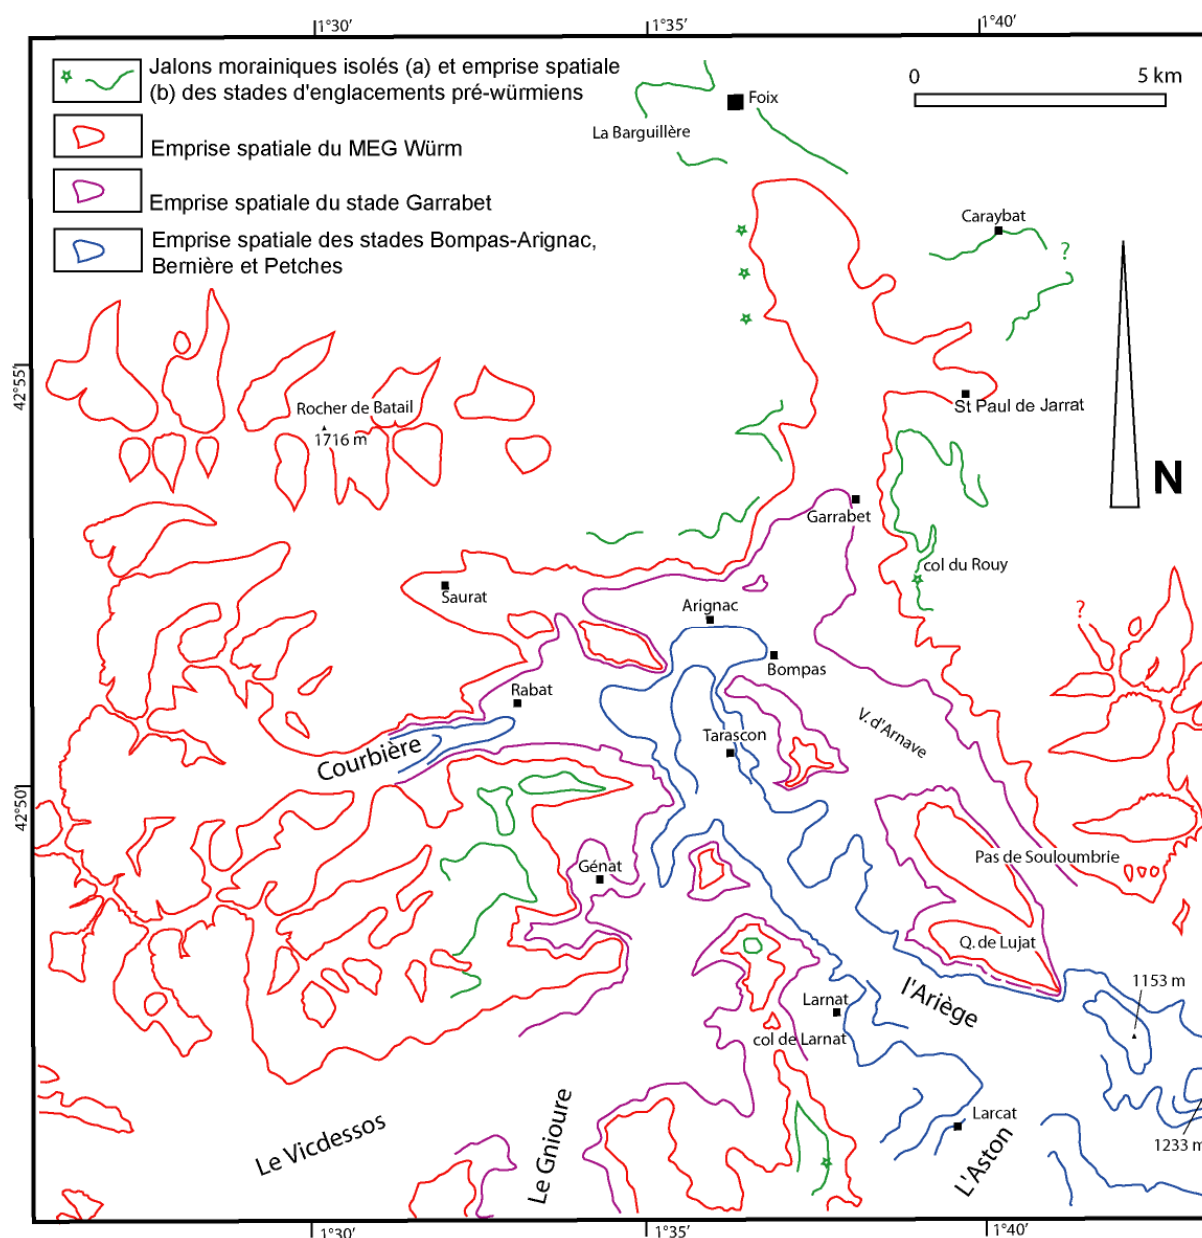 1°30'
1°35'
1°40'
Jalons morainiques isolés (a) et emprise spatiale
(b) des stades d'englacements pré-würmiens
Emprise spatiale du MEG Würm
Emprise spatiale du stade Garrabet
Emprise spatiale des stades Bompas-Arignac,
Bernière et Petches
0
5 km
Foix
La Barguillère
Caraybat
?
42°55'
Rocher de Batail
1716 m
St Paul de Jarrat
N
Garrabet
col du Rouy
Saurat
Arignac
?
Bompas
Rabat
V. d'Arnave
Tarascon
Courbière
42°50'
Pas de Souloumbrie
Génat
Q. de Lujat
1153 m
l'Ariège
Larnat
col de Larnat
Larcat
Le Vicdessos
Le Gnioure
L'Aston
1233 m
1°30'
1°35'
1°40'